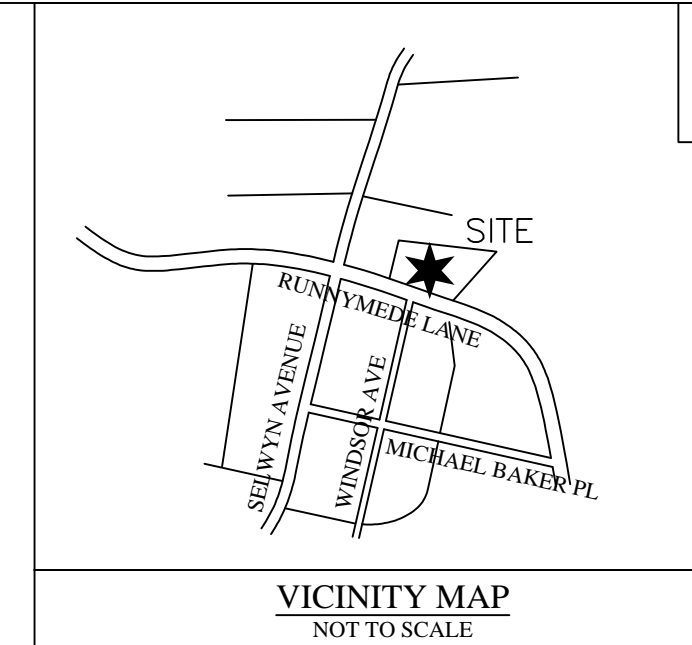 SITE
RUNNYMEDE LANE
SELWYN AVENUE
WINDSOR AVE
MICHAEL BAKER PL
VICINITY MAP
NOT TO SCALE